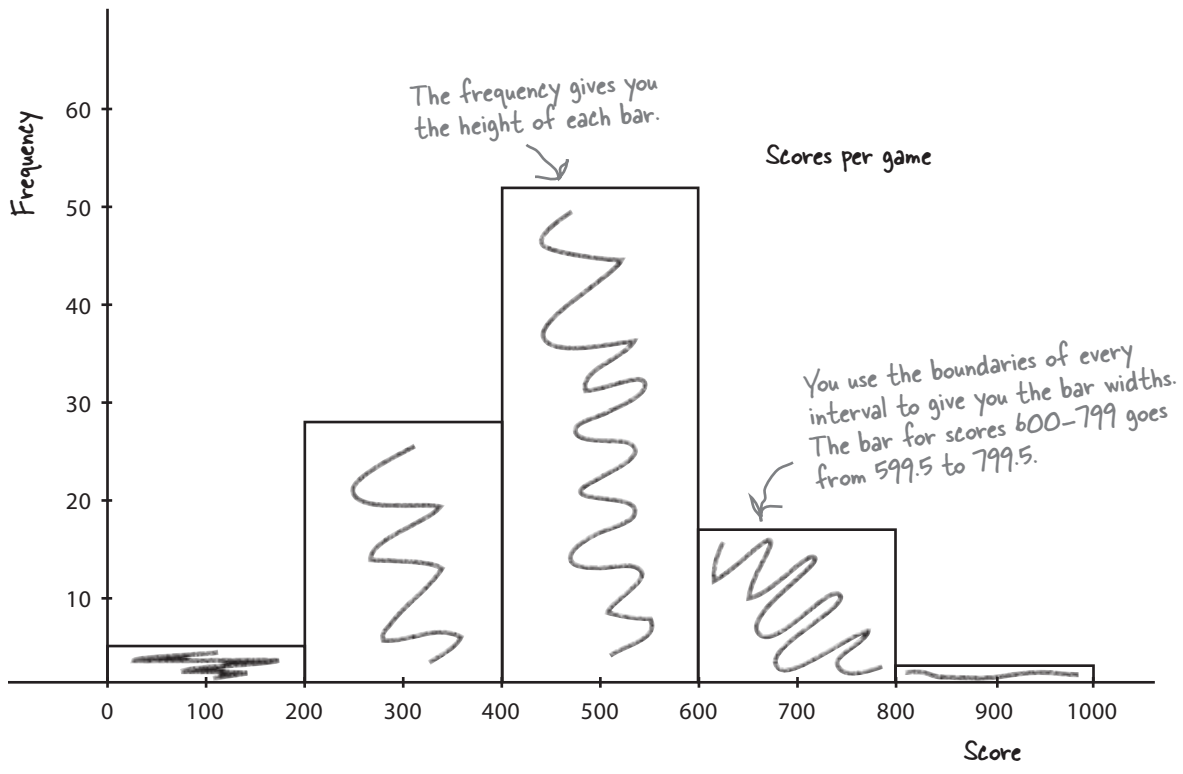 The frequency gives you
the height of each bar.
Scores per game
Frequency
60
50
40
30
20
10
You use the boundaries of every
interval to give you the bar widths.
The bar for scores 600–799 goes
from 599.5 to 799.5.
0 100 200 300 400 500 600 700 800 900 1000
Score